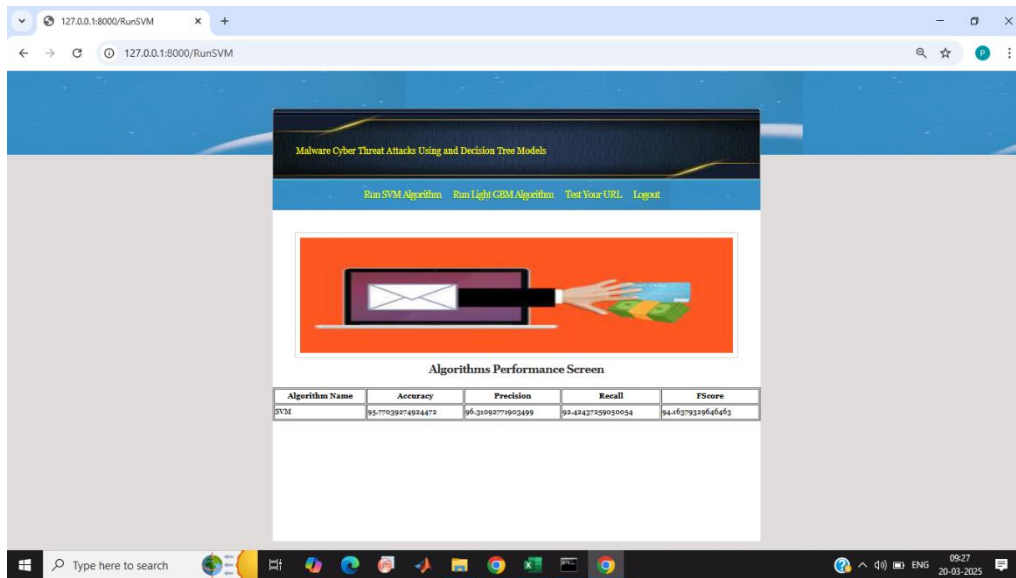 127.0.0.1:8000/RunSVM
127.0.0.1:8000/RunSVM
P
Malware Cyber Threat Attacks Using and Decision Tree Models
Run SVM Algorithm Run Light GBM Algorithm Test Your URL Logout
Algorithms Performance Screen
Algorithm Name Accuracy Precision Recall FScore
SVM 95.77039274924472 96.31092771903499 92.42437259050054 94.16379329646463
Type here to search
ENG
09:27
20-03-2025